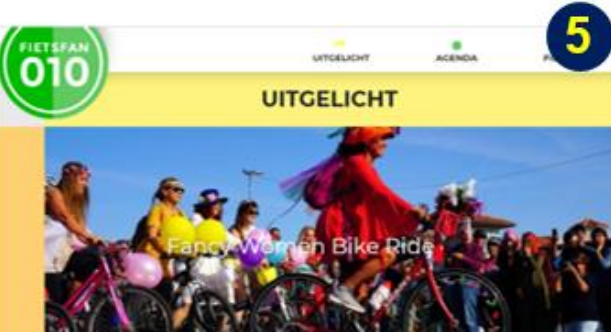 5
FIETSFAN
010
UITGELICHT
AGENDA
UITGELICHT
Fancy Women Bike Ride